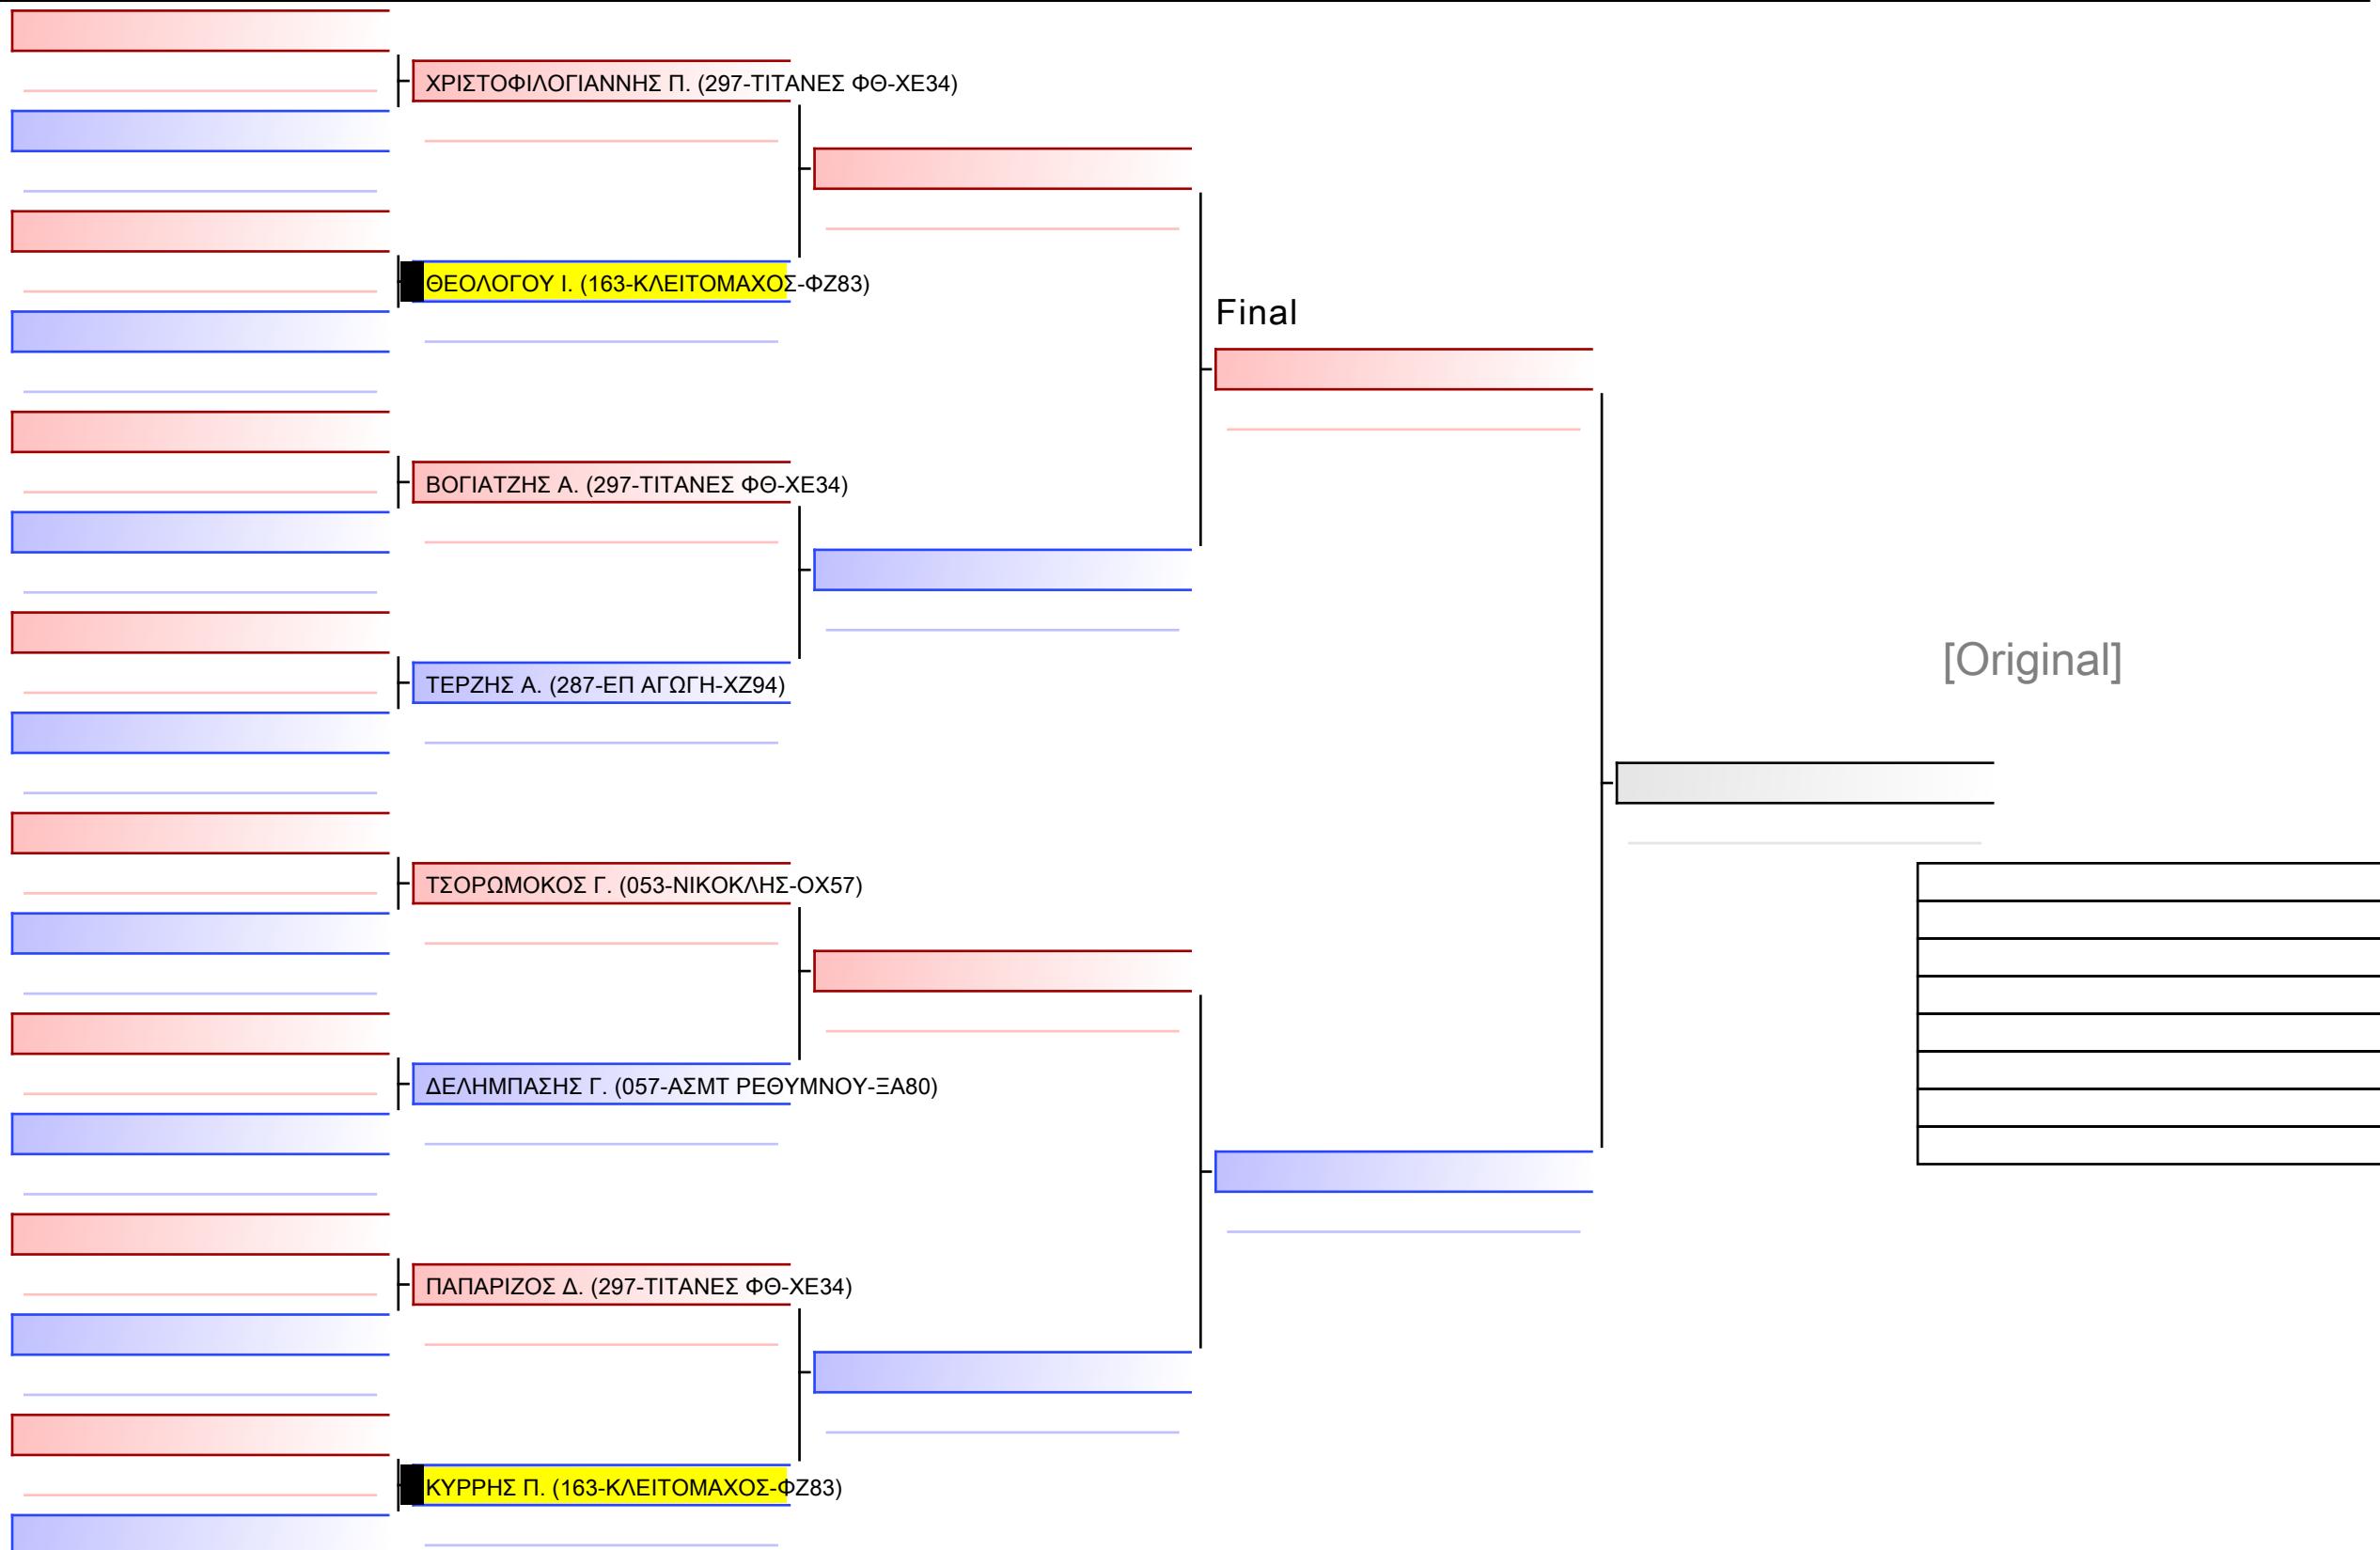 ΧΡΙΣΤΟΦΙΛΟΓΙΑΝΝΗΣ Π. (297-ΤΙΤΑΝΕΣ ΦΘ-ΧΕ34)
ΘΕΟΛΟΓΟΥ Ι. (163-ΚΛΕΙΤΟΜΑΧΟΣ-ΦΖ83)
Final
ΒΟΓΙΑΤΖΗΣ Α. (297-ΤΙΤΑΝΕΣ ΦΘ-ΧΕ34)
[Original]
ΤΕΡΖΗΣ Α. (287-ΕΠ ΑΓΩΓΗ-ΧΖ94)
ΤΣΟΡΩΜΟΚΟΣ Γ. (053-ΝΙΚΟΚΛΗΣ-ΟΧ57)
ΔΕΛΗΜΠΑΣΗΣ Γ. (057-ΑΣΜΤ ΡΕΘΥΜΝΟΥ-ΞΑ80)
ΠΑΠΑΡΙΖΟΣ Δ. (297-ΤΙΤΑΝΕΣ ΦΘ-ΧΕ34)
ΚΥΡΡΗΣ Π. (163-ΚΛΕΙΤΟΜΑΧΟΣ-ΦΖ83)